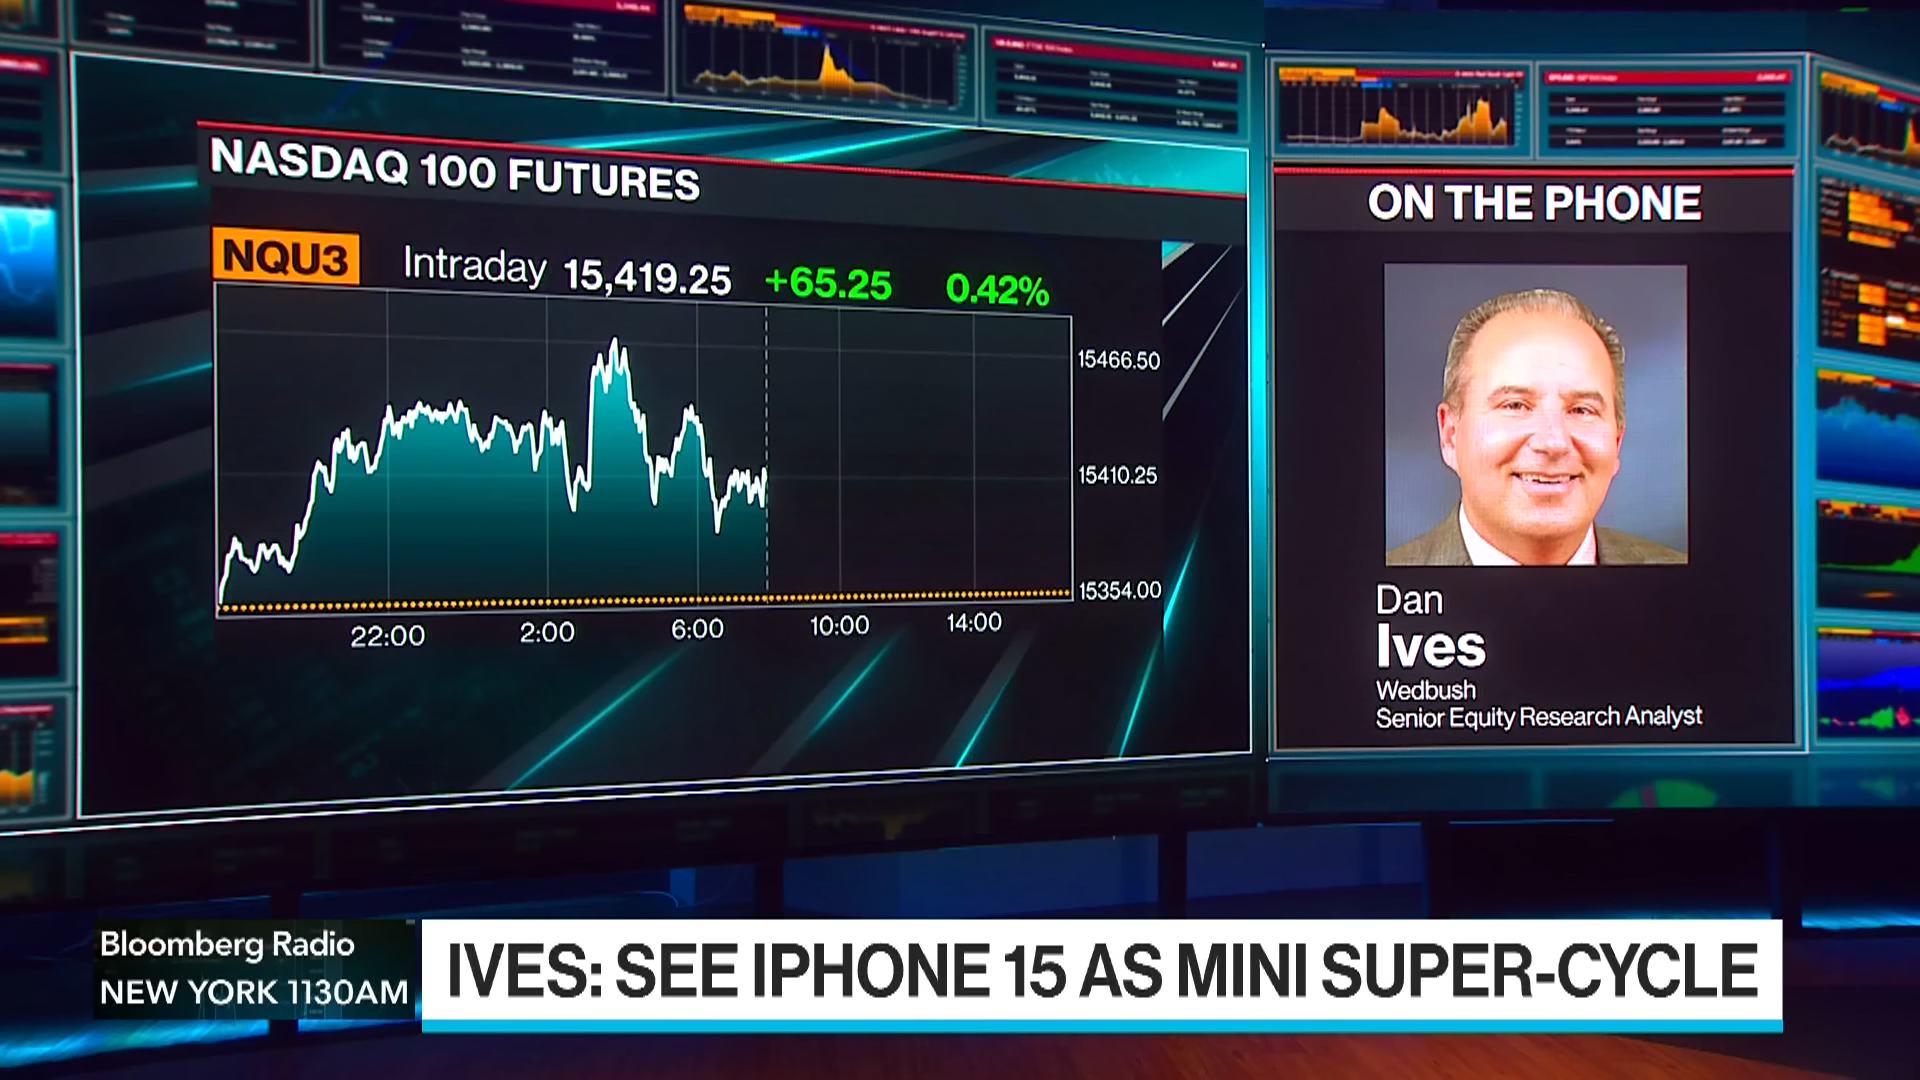 NASDAQ 100 FUTURES
NQU3 Intraday 15,419.25 +65.25 0.42%
15466.50
15410.25
15354.00
22:00 2:00 6:00 10:00 14:00
ON THE PHONE
Dan
Ives
Wedbush
Senior Equity Research Analyst
Bloomberg Radio
NEW YORK 1130AM
IVES: SEE IPHONE 15 AS MINI SUPER-CYCLE